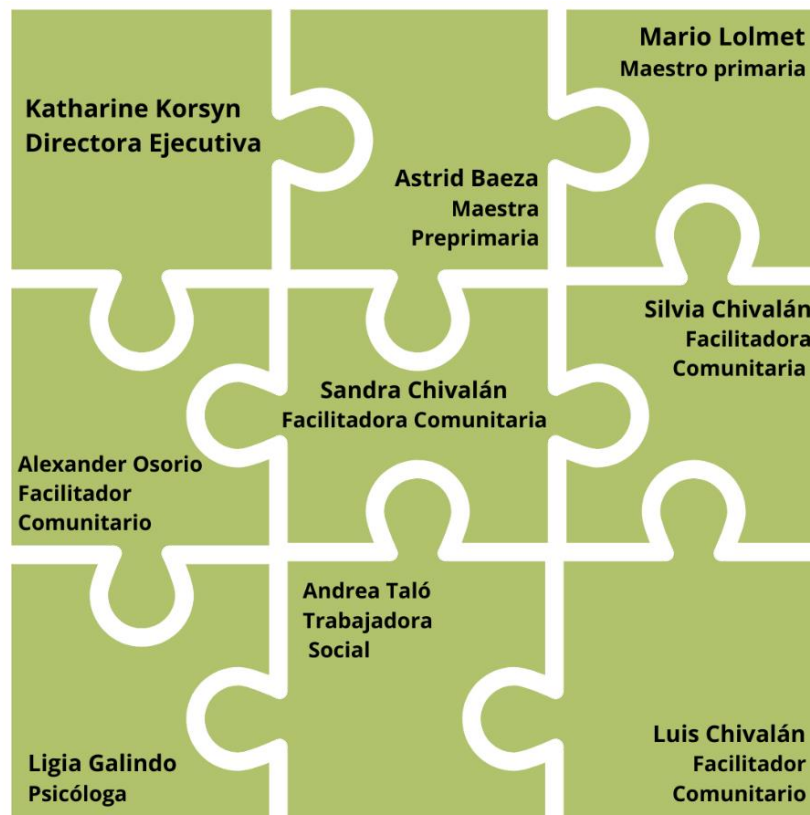 Katharine Korsyn
Directora Ejecutiva
Astrid Baeza
Maestra
Preprimaria
Mario Lolmet
Maestro primaria
Alexander Osorio
Facilitador
Comunitario
Sandra Chivalán
Facilitadora Comunitaria
Silvia Chivalán
Facilitadora
Comunitaria
Ligia Galindo
Psicóloga
Andrea Taló
Trabajadora
Social
Luis Chivalán
Facilitador
Comunitario